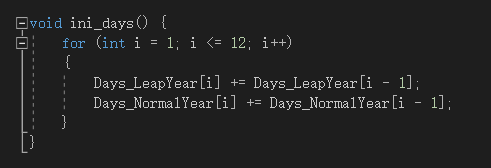 void ini_days() {
for (int i = 1; i <= 12; i++)
{
Days_LeapYear[i] += Days_LeapYear[i - 1];
Days_NormalYear[i] += Days_NormalYear[i - 1];
}
}